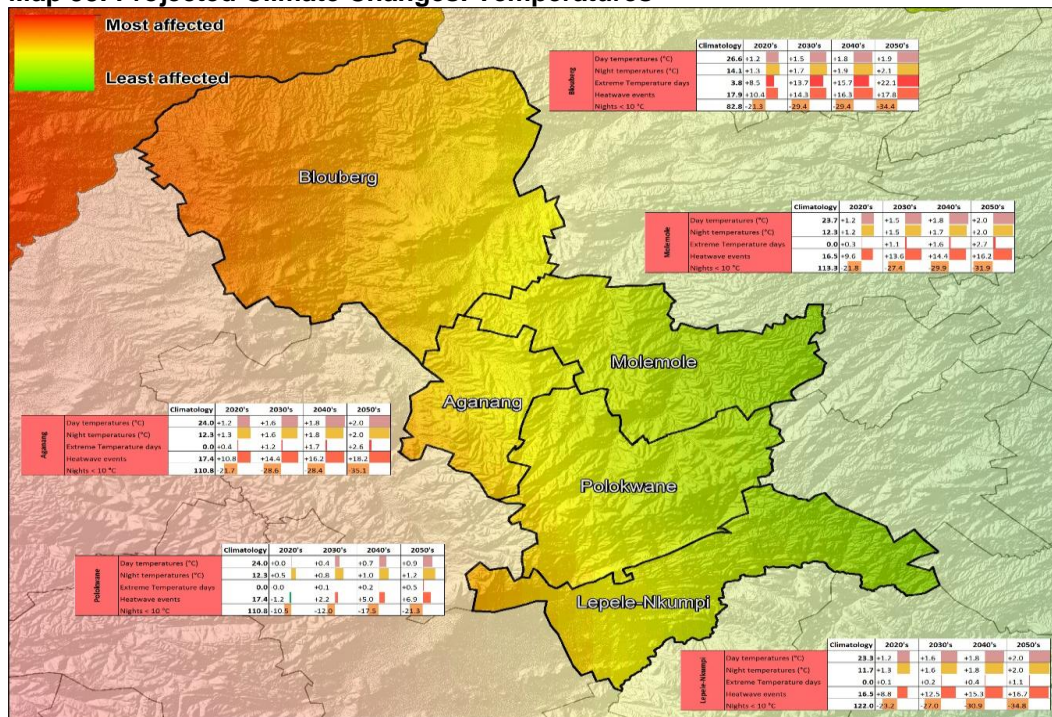 Map Projected Climate Changes: Temperatures
Most affected
Least affected
Climatology 2020's 2030's 2040's 2050's
Blouberg
Day temperatures (°C) 26.6 +1.2 +1.5 +1.8 +1.9
Night temperatures (°C) 14.1 +1.3 +1.7 +1.9 +2.1
Extreme Temperature days 3.8 +8.5 +13.7 +15.7 +22.1
Heatwave events 17.9 +10.4 +14.3 +16.3 +17.8
Nights < 10 °C 82.8 -21.3 -29.4 -29.4 -34.4
Blouberg
Climatology 2020's 2030's 2040's 2050's
Molemole
Day temperatures (°C) 23.7 +1.2 +1.5 +1.8 +2.0
Night temperatures (°C) 12.3 +1.2 +1.5 +1.7 +2.0
Extreme Temperature days 0.0 +0.3 +1.1 +1.6 +2.7
Heatwave events 16.5 +9.6 +13.6 +14.4 +16.2
Nights < 10 °C 113.3 -21.8 -27.4 -29.9 -31.9
Molemole
Aganang
Climatology 2020's 2030's 2040's 2050's
Aganang
Day temperatures (°C) 24.0 +1.2 +1.6 +1.8 +2.0
Night temperatures (°C) 12.3 +1.3 +1.6 +1.8 +2.0
Extreme Temperature days 0.0 +0.4 +1.2 +1.7 +2.6
Heatwave events 17.4 +10.8 +14.4 +16.2 +18.2
Nights < 10 °C 110.8 -21.7 -28.6 -28.4 -35.1
Polokwane
Climatology 2020's 2030's 2040's 2050's
Polokwane
Day temperatures (°C) 24.0 +0.0 +0.4 +0.7 +0.9
Night temperatures (°C) 12.3 +0.5 +0.8 +1.0 +1.2
Extreme Temperature days 0.0 -0.0 +0.1 +0.2 +0.5
Heatwave events 17.4 -1.2 +2.2 +5.0 +6.9
Nights < 10 °C 110.8 -10.5 -12.0 -17.5 -21.3
Lepele-Nkumpi
Climatology 2020's 2030's 2040's 2050's
Lepele-Nkumpi
Day temperatures (°C) 23.3 +1.2 +1.6 +1.8 +2.0
Night temperatures (°C) 11.7 +1.3 +1.6 +1.8 +2.0
Extreme Temperature days 0.0 +0.1 +0.2 +0.4 +1.1
Heatwave events 16.5 +8.8 +12.5 +15.3 +16.7
Nights < 10 °C 122.0 -23.2 -27.0 -30.9 -34.8